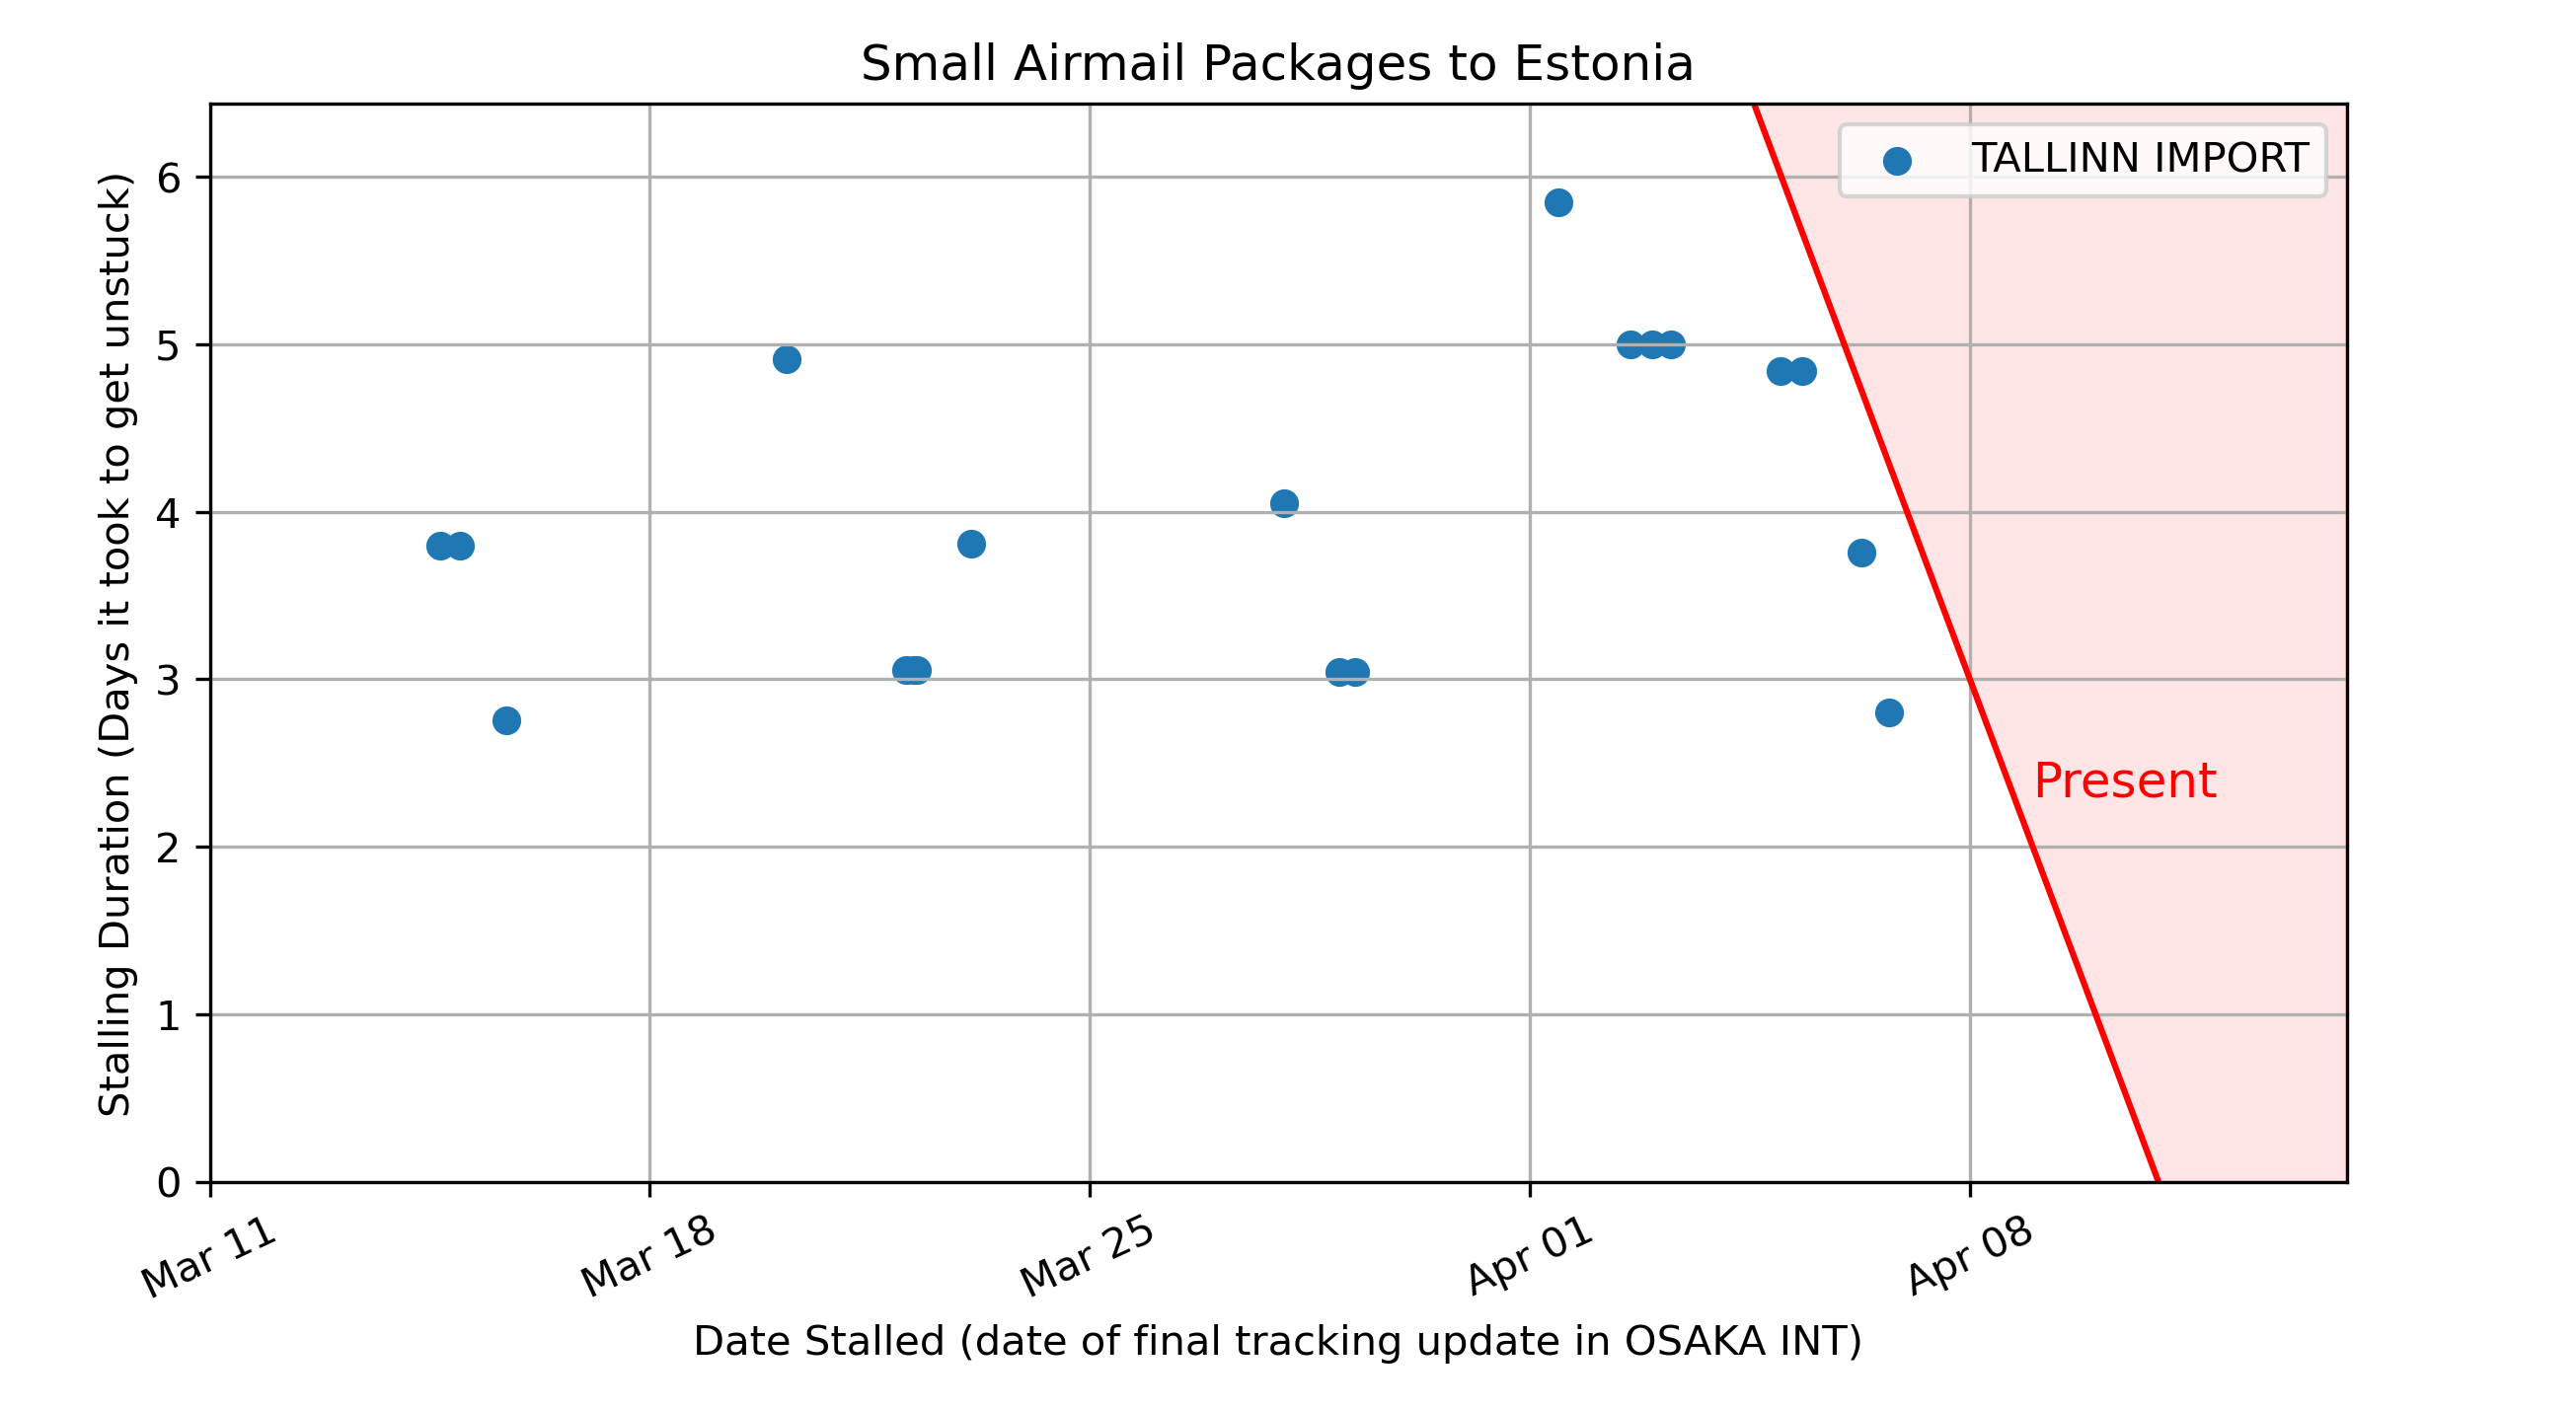 Small Airmail Packages to Estonia
TALLINN IMPORT
Stalling Duration (Days it took to get unstuck)
6
5
4
3
2
1
0
Present
Mar 11
Mar 18
Mar 25
Apr 01
Apr 08
Date Stalled (date of final tracking update in OSAKA INT)